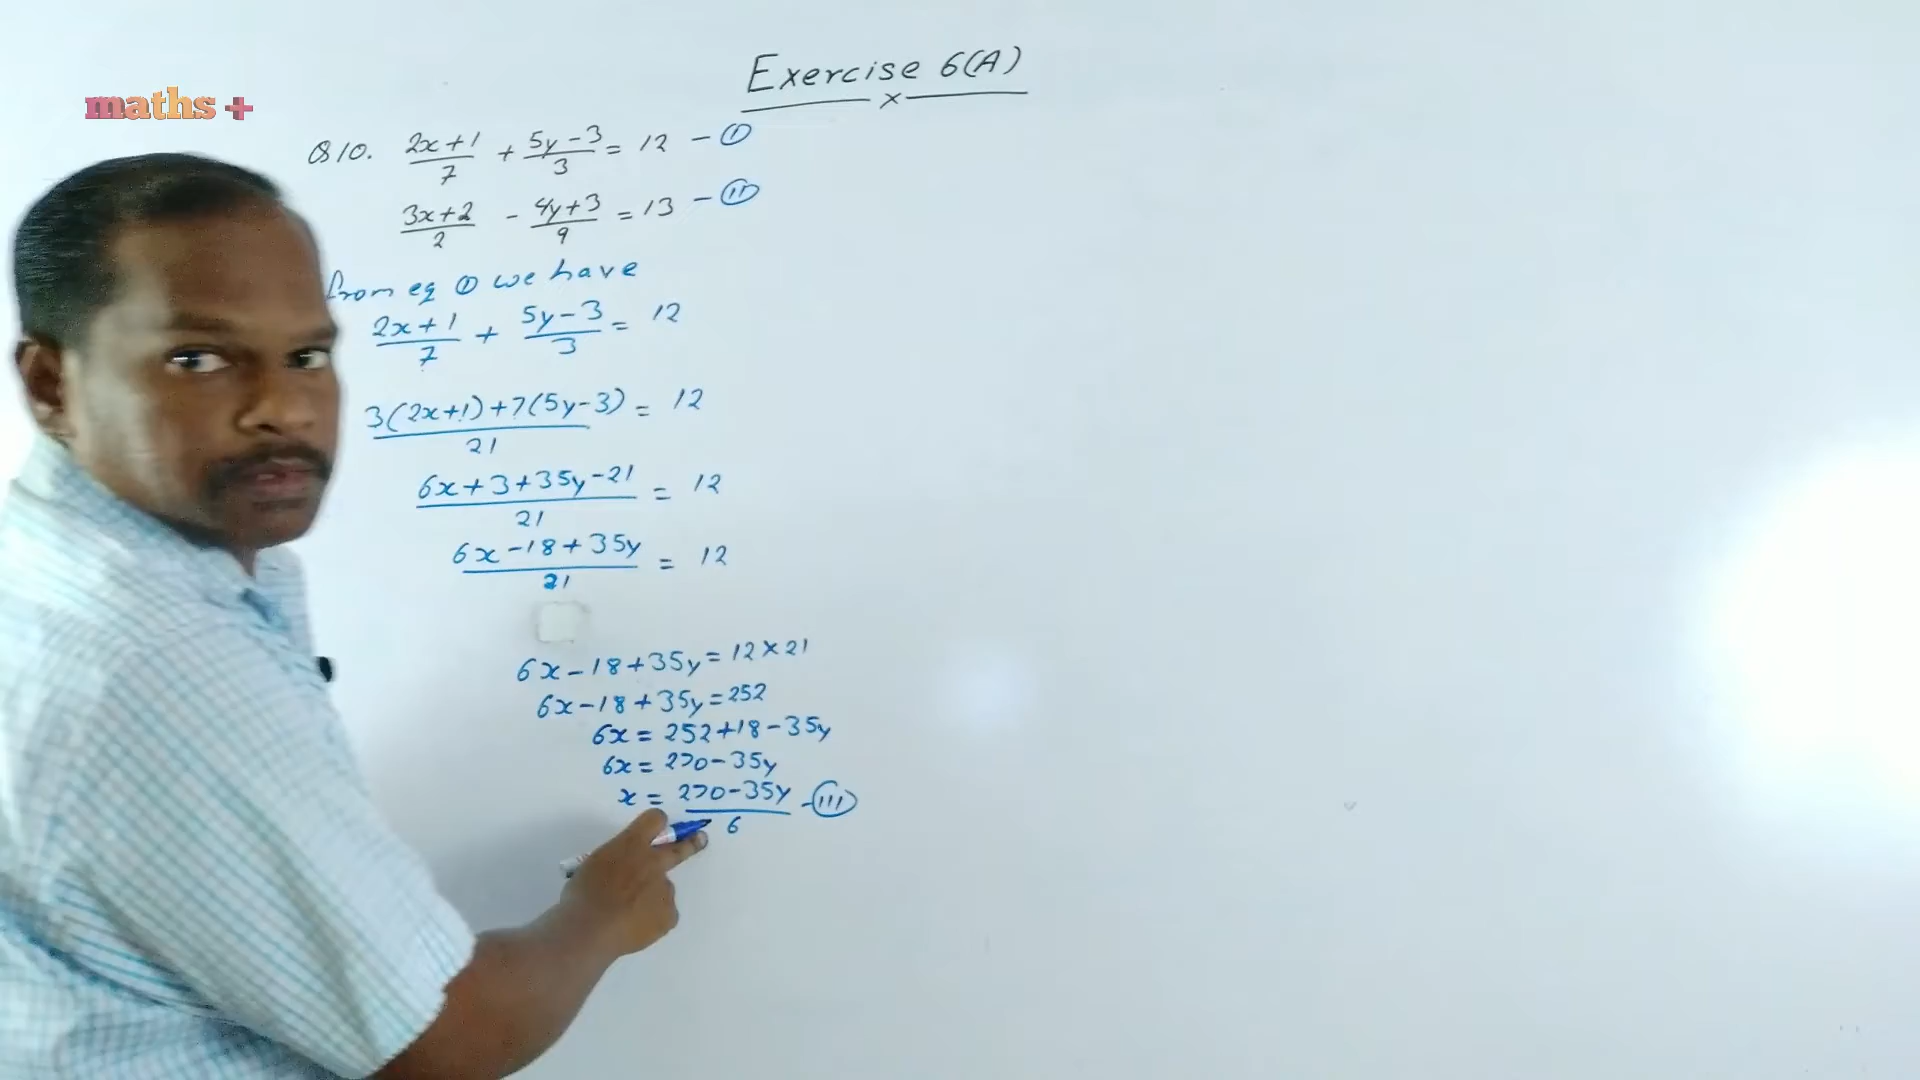 Exercise 6(A)
x
maths +
Q10. (2x+1)/7 + (5y-3)/3 = 12 - (I)
(3x+2)/2 - (4y+3)/9 = 13 - (II)
from eq (I) we have
(2x+1)/7 + (5y-3)/3 = 12
(3(2x+1)+7(5y-3))/21 = 12
(6x+3+35y-21)/21 = 12
(6x-18+35y)/21 = 12
6x-18+35y=12×21
6x-18+35y=252
6x=252+18-35y
6x=270-35y
x=(270-35y)/6 -(III)